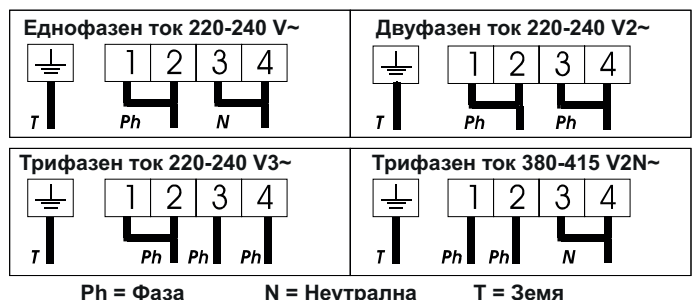 Еднофазен ток 220-240 V~
Двуфазен ток 220-240 V2~
1 2 3 4
1 2 3 4
T Ph N
T Ph Ph
Трифазен ток 220-240 V3~
Трифазен ток 380-415 V2N~
1 2 3 4
1 2 3 4
T Ph Ph Ph
T Ph Ph N
Ph = Фаза N = Неутрална T = Земя